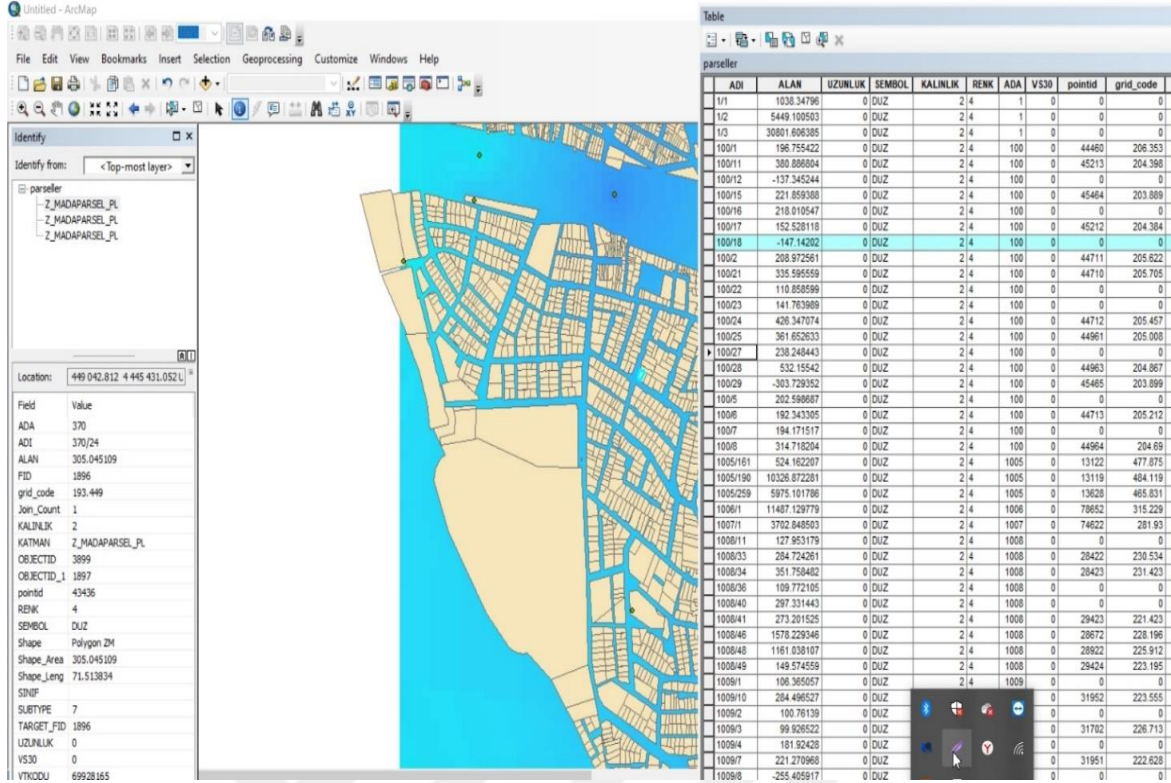 Untitled - ArcMap
File Edit View Bookmarks Insert Selection Geoprocessing Customize Windows Help
Identify
Identify from: <Top-most layer>
parseller
Z_MADAPARSEL_PL
Z_MADAPARSEL_PL
Z_MADAPARSEL_PL
Location: 449 042.812 4 445 431.052 L
Field Value
ADA 370
ADI 370/24
ALAN 305.045109
FID 1896
grid_code 193.449
Join_Count 1
KALINLIK 2
KATMAN Z_MADAPARSEL_PL
OBJECTID 3899
OBJECTID_1 1897
pointid 43436
RENK 4
SEMBOL DUZ
Shape Polygon ZM
Shape_Area 305.045109
Shape_Leng 71.513834
SINIF
SUBTYPE 7
TARGET_FID 1896
UZUNLUK 0
VS30 0
VTKODU 69928165
Table
parseller
ADI ALAN UZUNLUK SEMBOL KALINLIK RENK ADA VS30 pointid grid_code
1/1 1038.34796 0 DUZ 2 4 1 0 0 0
1/2 5449.100503 0 DUZ 2 4 1 0 0 0
1/3 30801.606385 0 DUZ 2 4 1 0 0 0
100/1 196.755422 0 DUZ 2 4 100 0 44460 206.353
100/11 380.886804 0 DUZ 2 4 100 0 45213 204.398
100/12 -137.345244 0 DUZ 2 4 100 0 0 0
100/15 221.859388 0 DUZ 2 4 100 0 45464 203.889
100/16 218.010547 0 DUZ 2 4 100 0 0 0
100/17 152.528118 0 DUZ 2 4 100 0 45212 204.384
100/18 -147.14202 0 DUZ 2 4 100 0 0 0
100/2 208.972561 0 DUZ 2 4 100 0 44711 205.622
100/21 335.595559 0 DUZ 2 4 100 0 44710 205.705
100/22 110.858599 0 DUZ 2 4 100 0 0 0
100/23 141.763989 0 DUZ 2 4 100 0 0 0
100/24 426.347074 0 DUZ 2 4 100 0 44712 205.457
100/25 361.652633 0 DUZ 2 4 100 0 44961 205.008
100/27 238.248443 0 DUZ 2 4 100 0 0 0
100/28 532.15542 0 DUZ 2 4 100 0 44963 204.867
100/29 -303.729352 0 DUZ 2 4 100 0 45465 203.899
100/5 202.598687 0 DUZ 2 4 100 0 0 0
100/6 192.343305 0 DUZ 2 4 100 0 44713 205.212
100/7 194.171517 0 DUZ 2 4 100 0 0 0
100/8 314.718204 0 DUZ 2 4 100 0 44964 204.69
1005/161 524.162207 0 DUZ 2 4 1005 0 13122 477.875
1005/190 10326.872281 0 DUZ 2 4 1005 0 13119 484.119
1005/259 5975.101786 0 DUZ 2 4 1005 0 13628 465.831
1006/1 11487.129779 0 DUZ 2 4 1006 0 78652 315.229
1007/1 3702.848503 0 DUZ 2 4 1007 0 74622 281.93
1008/11 127.953179 0 DUZ 2 4 1008 0 0 0
1008/33 284.724261 0 DUZ 2 4 1008 0 28422 230.534
1008/34 351.758482 0 DUZ 2 4 1008 0 28423 231.423
1008/36 109.772105 0 DUZ 2 4 1008 0 0 0
1008/40 297.331443 0 DUZ 2 4 1008 0 0 0
1008/41 273.201525 0 DUZ 2 4 1008 0 29423 221.423
1008/46 1578.229346 0 DUZ 2 4 1008 0 28672 228.196
1008/48 1161.038107 0 DUZ 2 4 1008 0 28922 225.912
1008/49 149.574559 0 DUZ 2 4 1008 0 29424 223.195
1009/1 106.365057 0 DUZ 2 4 1009 0 0 0
1009/10 284.496527 0 DUZ 31952 223.555
1009/2 100.76139 0 DUZ 0 0
1009/3 99.926522 0 DUZ 31702 226.713
1009/4 181.92428 0 DUZ 0 0
1009/7 221.270968 0 DUZ 31951 222.628
1009/8 -255.405917 0 DUZ 0 0